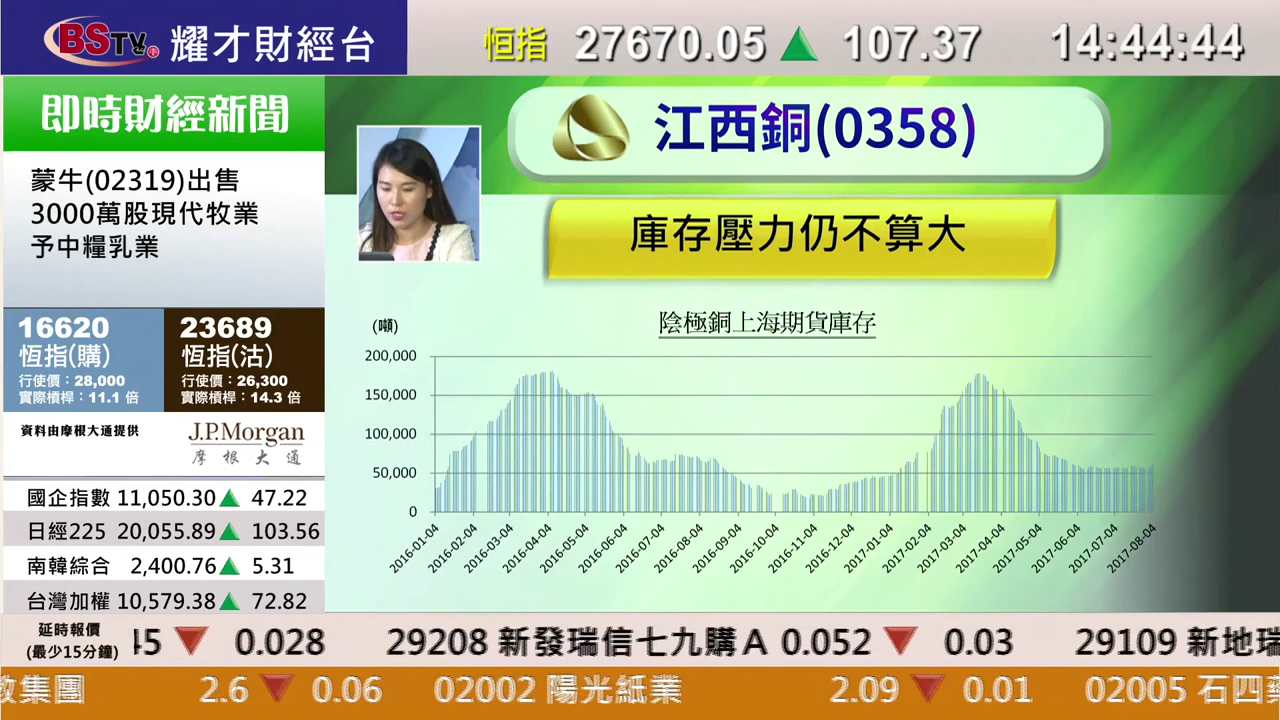 BSTV 耀才財經台
恒指 27670.05 107.37 14:44:44
即時財經新聞
蒙牛(02319)出售
3000萬股現代牧業
予中糧乳業
16620
恆指(購)
行使價：28,000
實際槓桿：11.1 倍
23689
恆指(沽)
行使價：26,300
實際槓桿：14.3 倍
資料由摩根大通提供
J.P.Morgan
摩根大通
國企指數 11,050.30 47.22
日經225 20,055.89 103.56
南韓綜合 2,400.76 5.31
台灣加權 10,579.38 72.82
江西銅(0358)
庫存壓力仍不算大
陰極銅上海期貨庫存
(噸)
200,000
150,000
100,000
50,000
0
2016-01-04
2016-02-04
2016-03-04
2016-04-04
2016-05-04
2016-06-04
2016-07-04
2016-08-04
2016-09-04
2016-10-04
2016-11-04
2016-12-04
2017-01-04
2017-02-04
2017-03-04
2017-04-04
2017-05-04
2017-06-04
2017-07-04
2017-08-04
延時報價
(最少15分鐘)
45 0.028 29208 新發瑞信七九購A 0.052 0.03 29109 新地瑞
集團 2.6 0.06 02002 陽光紙業 2.09 0.01 02005 石四藥